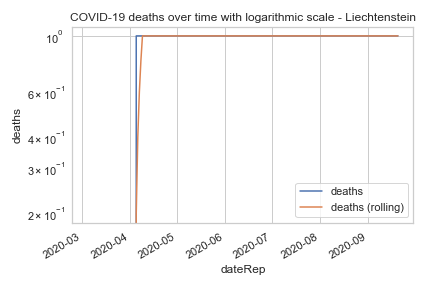 COVID-19 deaths over time with logarithmic scale - Liechtenstein
10⁰
6 × 10⁻¹
4 × 10⁻¹
3 × 10⁻¹
2 × 10⁻¹
deaths
deaths
deaths (rolling)
2020-03
2020-04
2020-05
2020-06
2020-07
2020-08
2020-09
dateRep